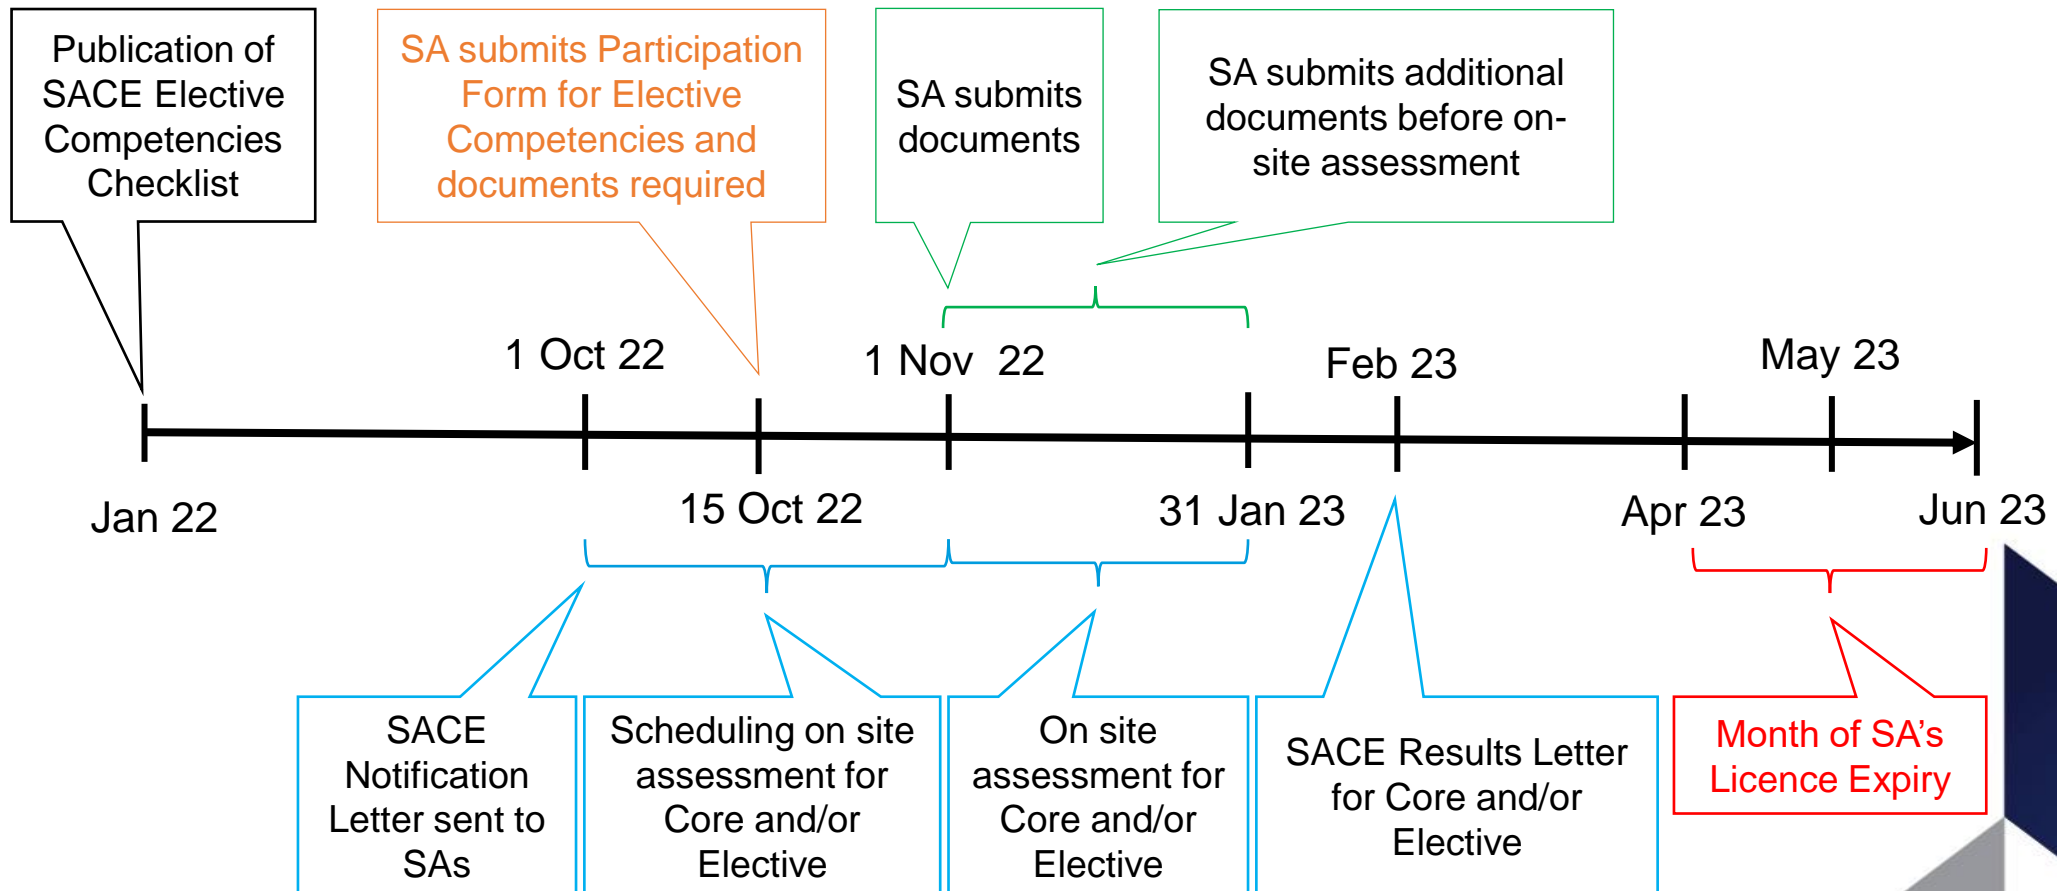 Publication of
SACE Elective
Competencies
Checklist
SA submits Participation
Form for Elective
Competencies and
documents required
SA submits
documents
SA submits additional
documents before on-
site assessment
1 Oct 22
1 Nov 22
Feb 23
May 23
Jan 22
15 Oct 22
31 Jan 23
Apr 23
Jun 23
SACE
Notification
Letter sent to
SAs
Scheduling on site
assessment for
Core and/or
Elective
On site
assessment for
Core and/or
Elective
SACE Results Letter
for Core and/or
Elective
Month of SA's
Licence Expiry